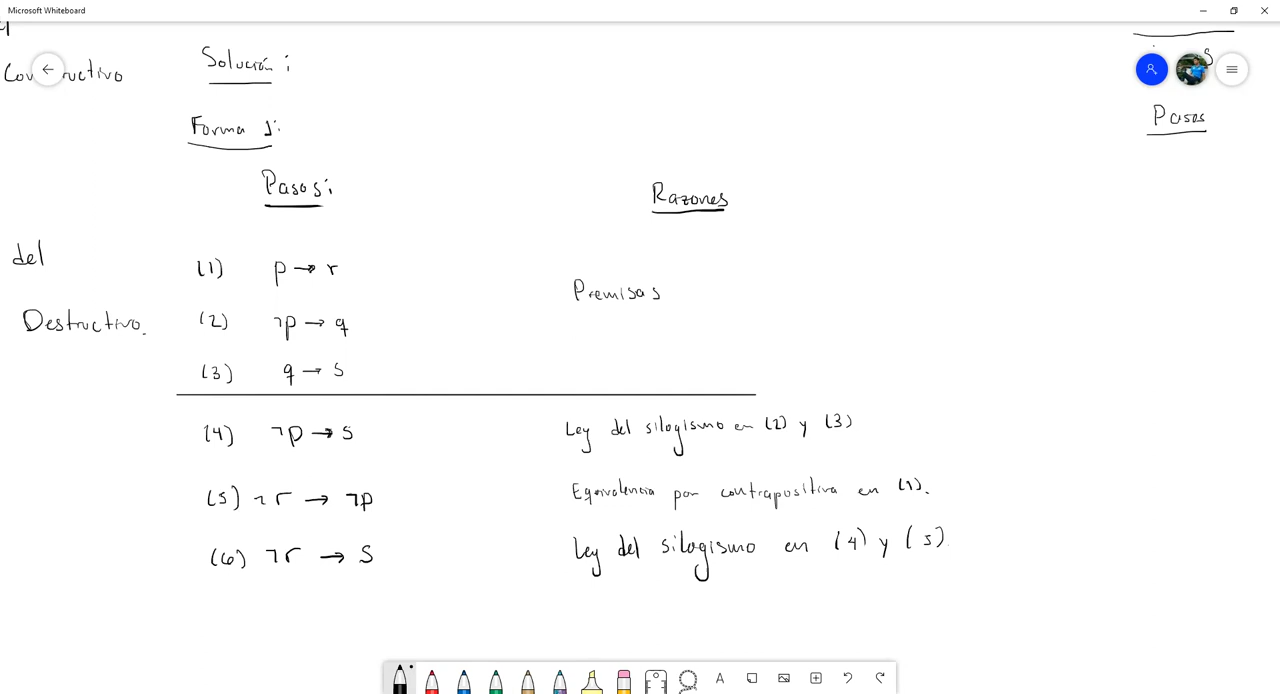 Microsoft Whiteboard
Solución:
Forma 1:
Pasos:
Razones
Pasos
del
Destructivo.
(1) p → r
Premisas
(2) ¬p → q
(3) q → s
(4) ¬p → s Ley del silogismo en (2) y (3)
(5) ¬r → ¬p Equivalencia por contrapositiva en (1).
(6) ¬r → s Ley del silogismo en (4) y (5).